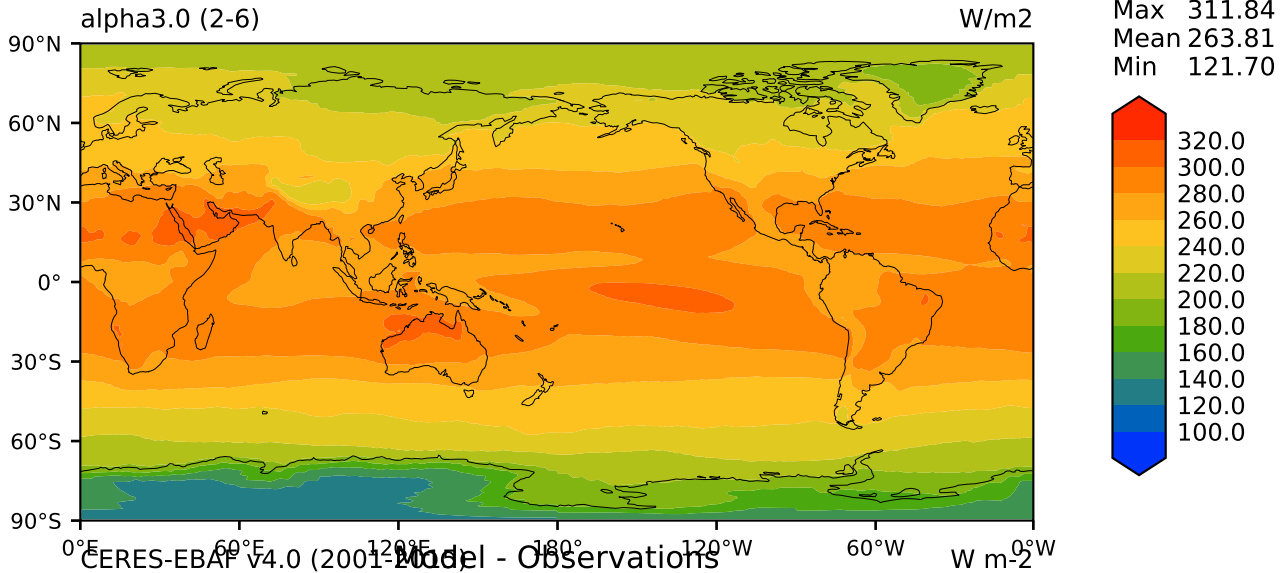 alpha3.0 (2-6) W/m2
Max 311.84
Mean 263.81
Min 121.70
90°N
60°N
30°N
0°
30°S
60°S
90°S
0°E 60°E 120°E 180° 120°W 60°W 0°W
320.0
300.0
280.0
260.0
240.0
220.0
200.0
180.0
160.0
140.0
120.0
100.0
CERES-EBAF v4.0 (2001-2015) Model - Observations W m-2